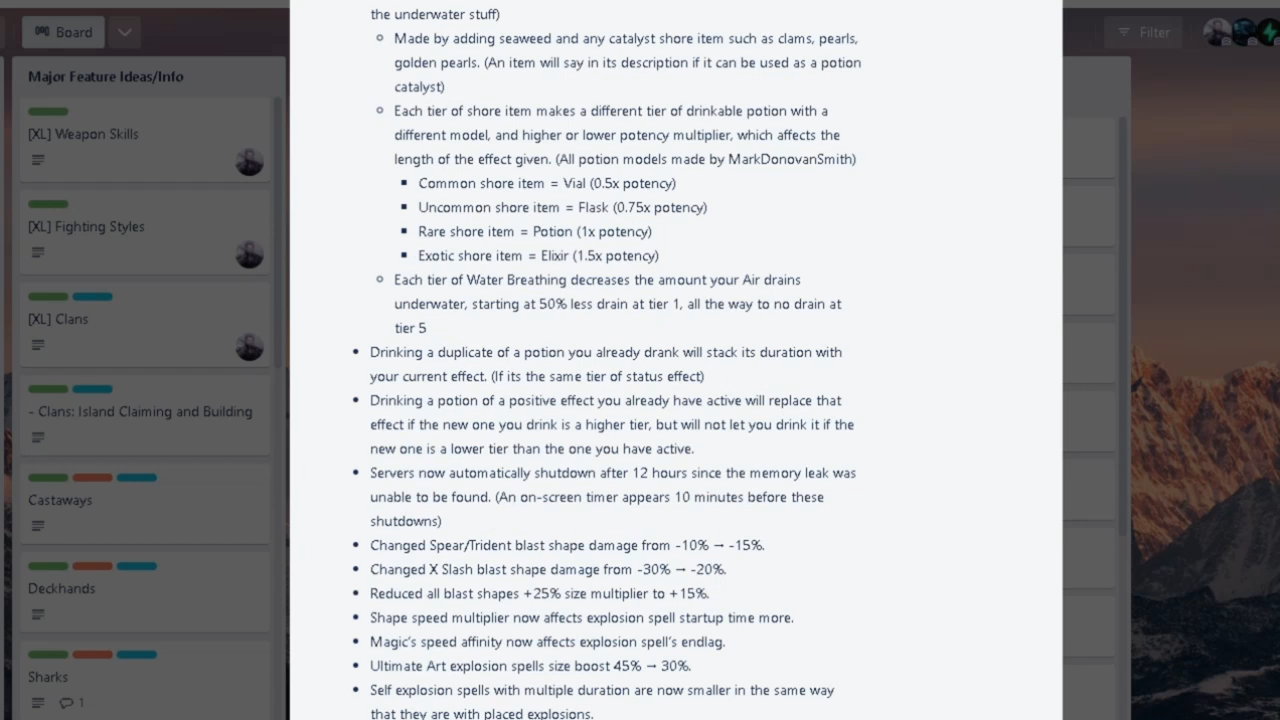 Board
Filter
Major Feature Ideas/Info
[XL] Weapon Skills
[XL] Fighting Styles
[XL] Clans
- Clans: Island Claiming and Building
Castaways
Deckhands
Sharks
1
the underwater stuff)
Made by adding seaweed and any catalyst shore item such as clams, pearls,
golden pearls. (An item will say in its description if it can be used as a potion
catalyst)
Each tier of shore item makes a different tier of drinkable potion with a
different model, and higher or lower potency multiplier, which affects the
length of the effect given. (All potion models made by MarkDonovanSmith)
Common shore item = Vial (0.5x potency)
Uncommon shore item = Flask (0.75x potency)
Rare shore item = Potion (1x potency)
Exotic shore item = Elixir (1.5x potency)
Each tier of Water Breathing decreases the amount your Air drains
underwater, starting at 50% less drain at tier 1, all the way to no drain at
tier 5
Drinking a duplicate of a potion you already drank will stack its duration with
your current effect. (If its the same tier of status effect)
Drinking a potion of a positive effect you already have active will replace that
effect if the new one you drink is a higher tier, but will not let you drink it if the
new one is a lower tier than the one you have active.
Servers now automatically shutdown after 12 hours since the memory leak was
unable to be found. (An on-screen timer appears 10 minutes before these
shutdowns)
Changed Spear/Trident blast shape damage from -10% → -15%.
Changed X Slash blast shape damage from -30% → -20%.
Reduced all blast shapes +25% size multiplier to +15%.
Shape speed multiplier now affects explosion spell startup time more.
Magic's speed affinity now affects explosion spell's endlag.
Ultimate Art explosion spells size boost 45% → 30%.
Self explosion spells with multiple duration are now smaller in the same way
that they are with placed explosions.